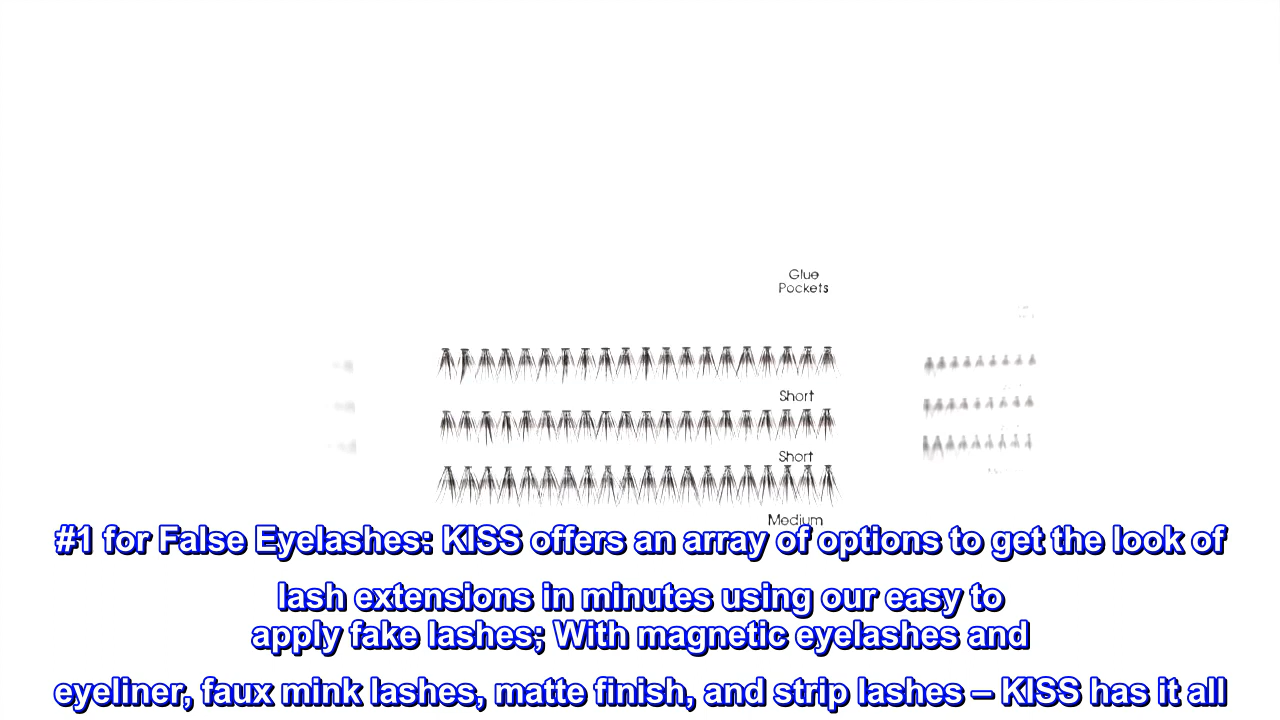 Glue
Pockets
Short
Short
Medium
#1 for False Eyelashes: KISS offers an array of options to get the look of
lash extensions in minutes using our easy to
apply fake lashes; With magnetic eyelashes and
eyeliner, faux mink lashes, matte finish, and strip lashes – KISS has it all